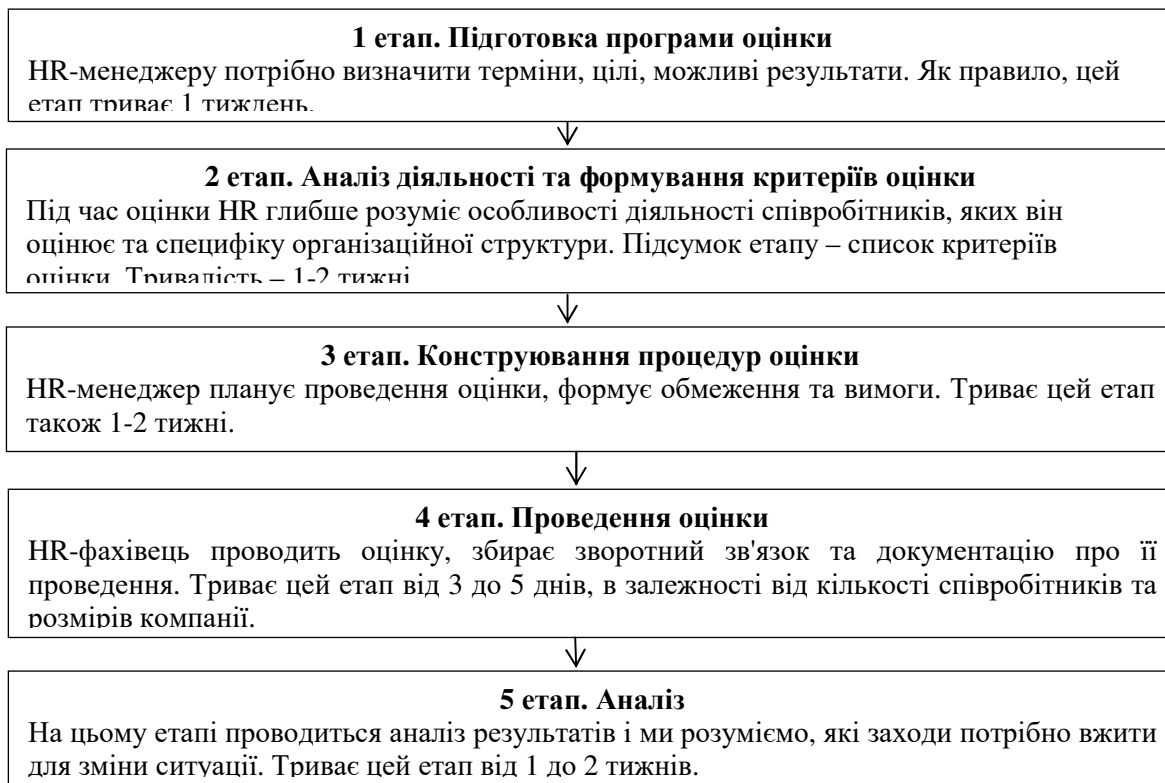 1 етап. Підготовка програми оцінки
HR-менеджеру потрібно визначити терміни, цілі, можливі результати. Як правило, цей
етап триває 1 тиждень.
2 етап. Аналіз діяльності та формування критеріїв оцінки
Під час оцінки HR глибше розуміє особливості діяльності співробітників, яких він
оцінює та специфіку організаційної структури. Підсумок етапу – список критеріїв
оцінки. Тривалість – 1-2 тижні
3 етап. Конструювання процедур оцінки
HR-менеджер планує проведення оцінки, формує обмеження та вимоги. Триває цей етап
також 1-2 тижні.
4 етап. Проведення оцінки
HR-фахівець проводить оцінку, збирає зворотний зв'язок та документацію про її
проведення. Триває цей етап від 3 до 5 днів, в залежності від кількості співробітників та
розмірів компанії.
5 етап. Аналіз
На цьому етапі проводиться аналіз результатів і ми розуміємо, які заходи потрібно вжити
для зміни ситуації. Триває цей етап від 1 до 2 тижнів.